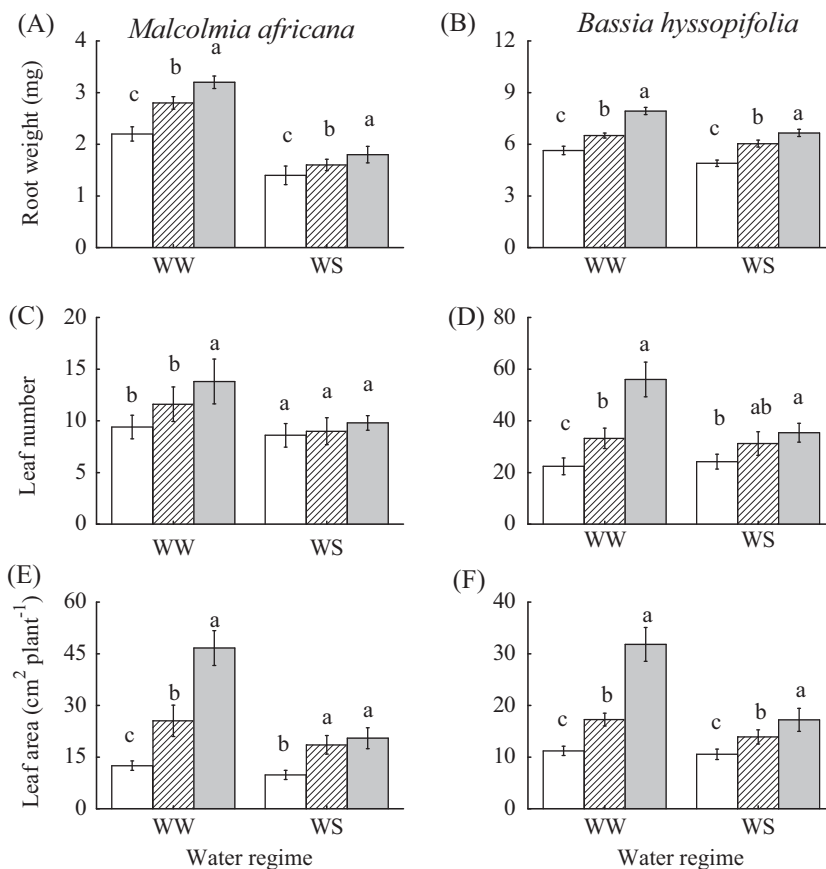 (A) Malcolmia africana
(B) Bassia hyssopifolia
Root weight (mg)
4
3
2
1
0
c b a c b a
WW WS
12
9
6
3
0
c b a c b a
WW WS
(C)
Leaf number
20
15
10
5
0
b b a a a a
WW WS
(D)
80
60
40
20
0
c b a b ab a
WW WS
(E)
Leaf area (cm² plant⁻¹)
60
45
30
15
0
c b a b a a
WW WS
Water regime
(F)
40
30
20
10
0
c b a c b a
WW WS
Water regime